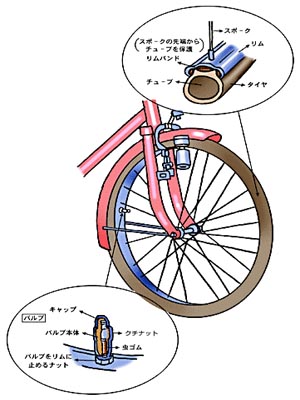 スポーク
(スポークの先端から
チューブを保護)
リム
リムバンド
チューブ
タイヤ
キャップ
バルブ
バルブ本体
クチナット
虫ゴム
バルブをリムに
止めるナット